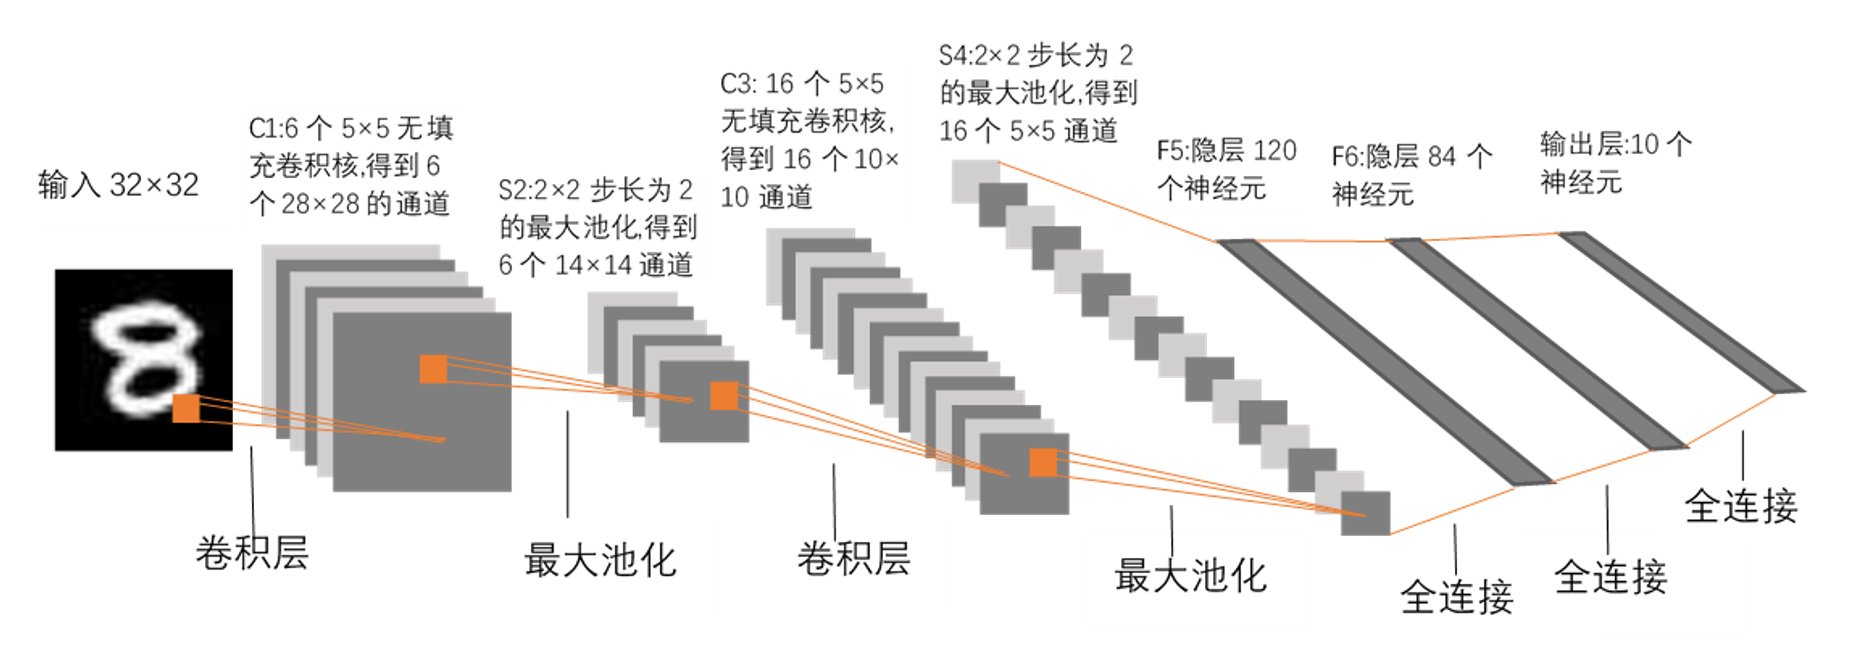 输入 32×32
C1:6 个 5×5 无填
充卷积核,得到 6
个 28×28 的通道
S2:2×2 步长为 2
的最大池化,得到
6 个 14×14 通道
C3: 16 个 5×5
无填充卷积核,
得到 16 个 10×
10 通道
S4:2×2 步长为 2
的最大池化,得到
16 个 5×5 通道
F5:隐层 120
个神经元
F6:隐层 84 个
神经元
输出层:10 个
神经元
8
卷积层
最大池化
卷积层
最大池化
全连接
全连接
全连接